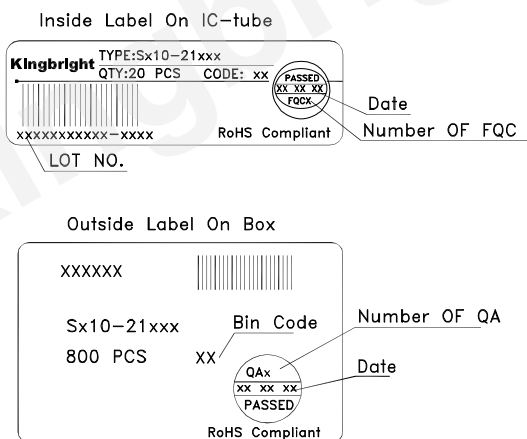 Inside Label On IC-tube
Kingbright
TYPE:Sx10-21xxx
QTY:20 PCS CODE: xx
PASSED
XX XX XX
FQCX
Date
xxxxxxxxxxx-xxxx
RoHS Compliant
Number OF FQC
LOT NO.
Outside Label On Box
XXXXXX
Sx10-21xxx
Bin Code
Number OF QA
800 PCS
XX
QAx
Date
XX XX XX
PASSED
RoHS Compliant